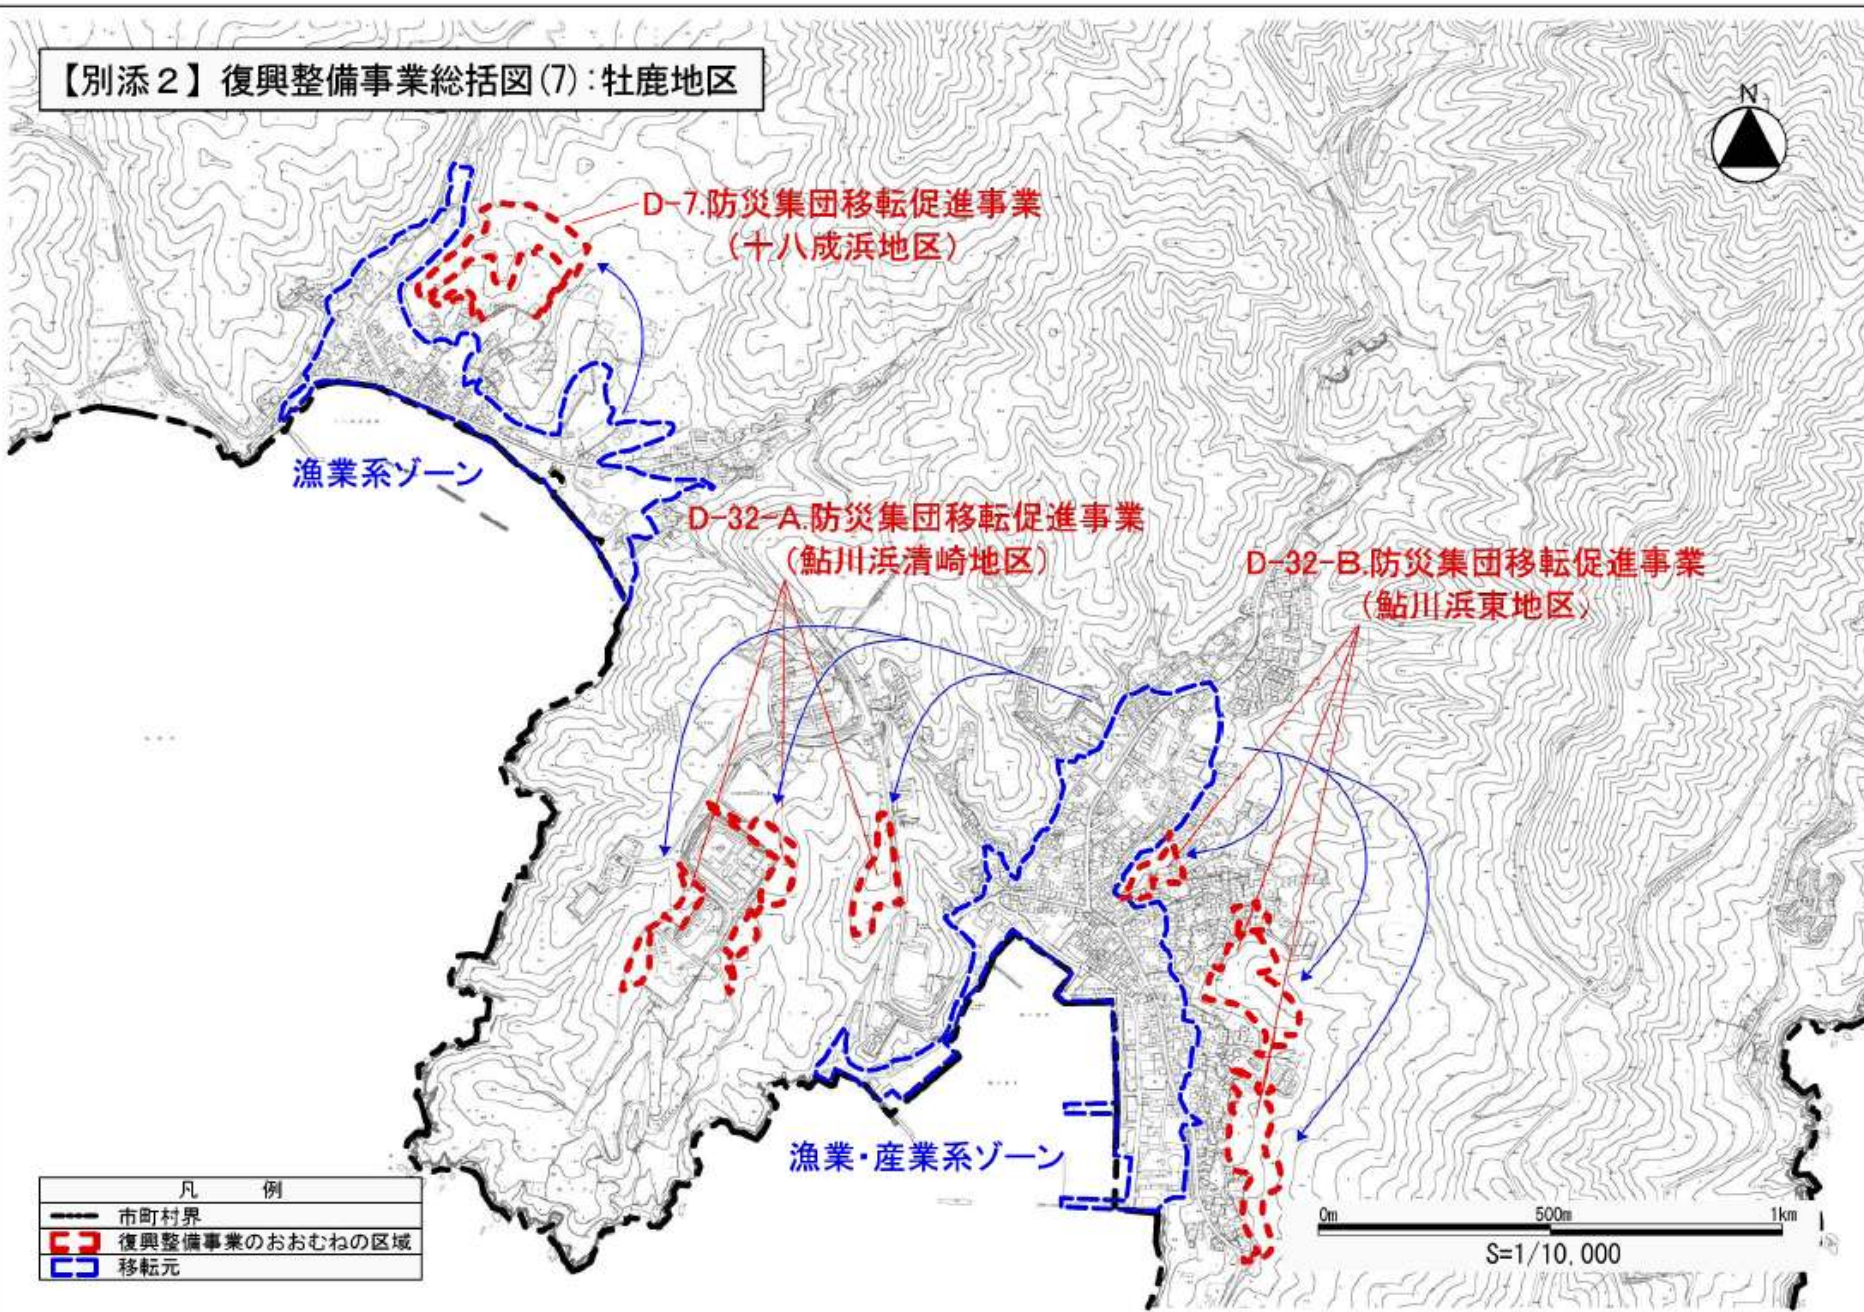 【別添2】復興整備事業総括図(7):牡鹿地区
N
D-7.防災集団移転促進事業
(十八成浜地区)
漁業系ゾーン
D-32-A.防災集団移転促進事業
(鮎川浜清崎地区)
D-32-B.防災集団移転促進事業
(鮎川浜東地区)
漁業・産業系ゾーン
凡 例
市町村界
復興整備事業のおおむねの区域
移転元
0m 500m 1km
S=1/10,000